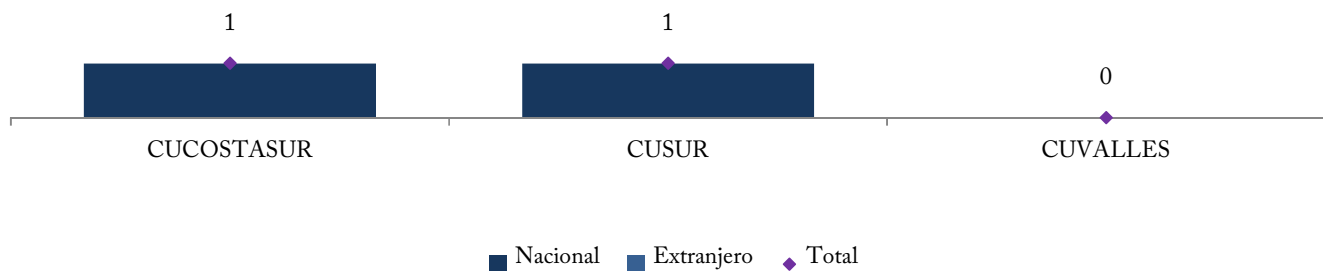 1 1 0
CUCOSTASUR CUSUR CUVALLES
Nacional Extranjero Total